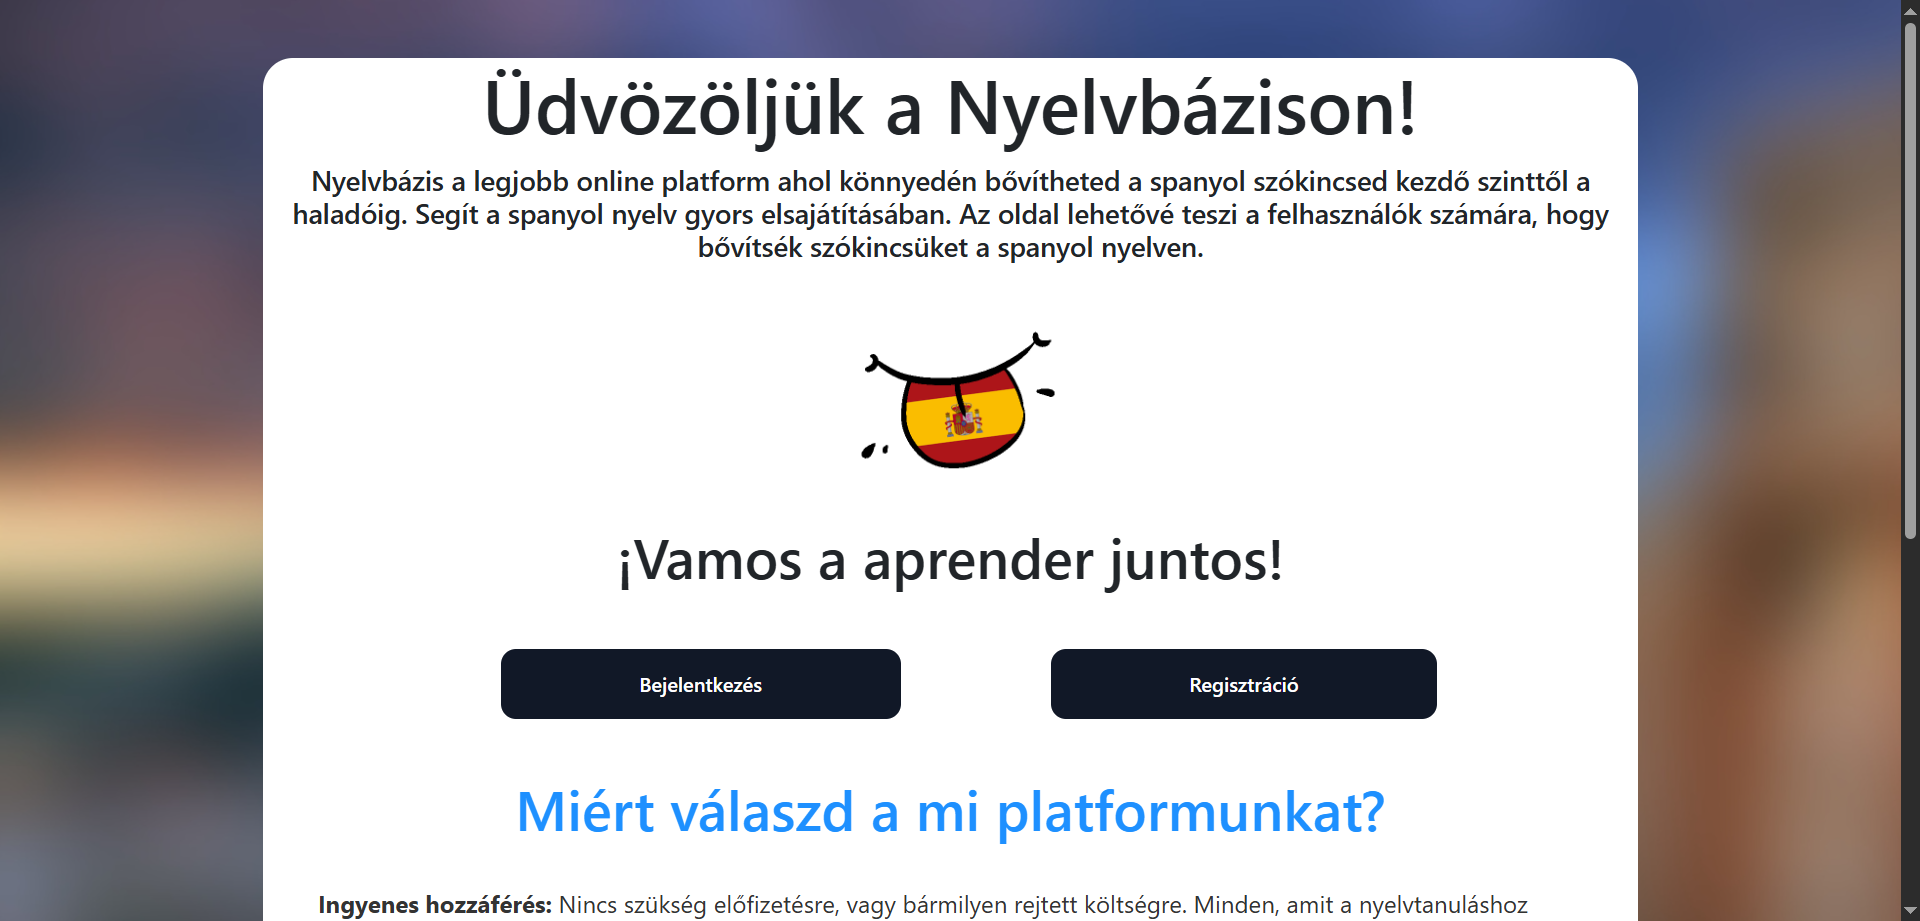 Üdvözöljük a Nyelvbázison!
Nyelvbázis a legjobb online platform ahol könnyedén bővítheted a spanyol szókincsed kezdő szinttől a
haladóig. Segít a spanyol nyelv gyors elsajátításában. Az oldal lehetővé teszi a felhasználók számára, hogy
bővítsék szókincsüket a spanyol nyelven.
¡Vamos a aprender juntos!
Bejelentkezés
Regisztráció
Miért válaszd a mi platformunkat?
Ingyenes hozzáférés: Nincs szükség előfizetésre, vagy bármilyen rejtett költségre. Minden, amit a nyelvtanuláshoz